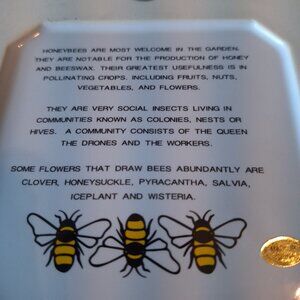 HONEYBEES ARE MOST WELCOME IN THE GARDEN.
THEY ARE NOTABLE FOR THE PRODUCTION OF HONEY
AND BEESWAX. THEIR GREATEST USEFULNESS IS IN
POLLINATING CROPS. INCLUDING FRUITS, NUTS,
VEGETABLES, AND FLOWERS.
THEY ARE VERY SOCIAL INSECTS LIVING IN
COMMUNITIES KNOWN AS COLONIES, NESTS OR
HIVES. A COMMUNITY CONSISTS OF THE QUEEN
THE DRONES AND THE WORKERS.
SOME FLOWERS THAT DRAW BEES ABUNDANTLY ARE
CLOVER, HONEYSUCKLE, PYRACANTHA, SALVIA,
ICEPLANT AND WISTERIA.